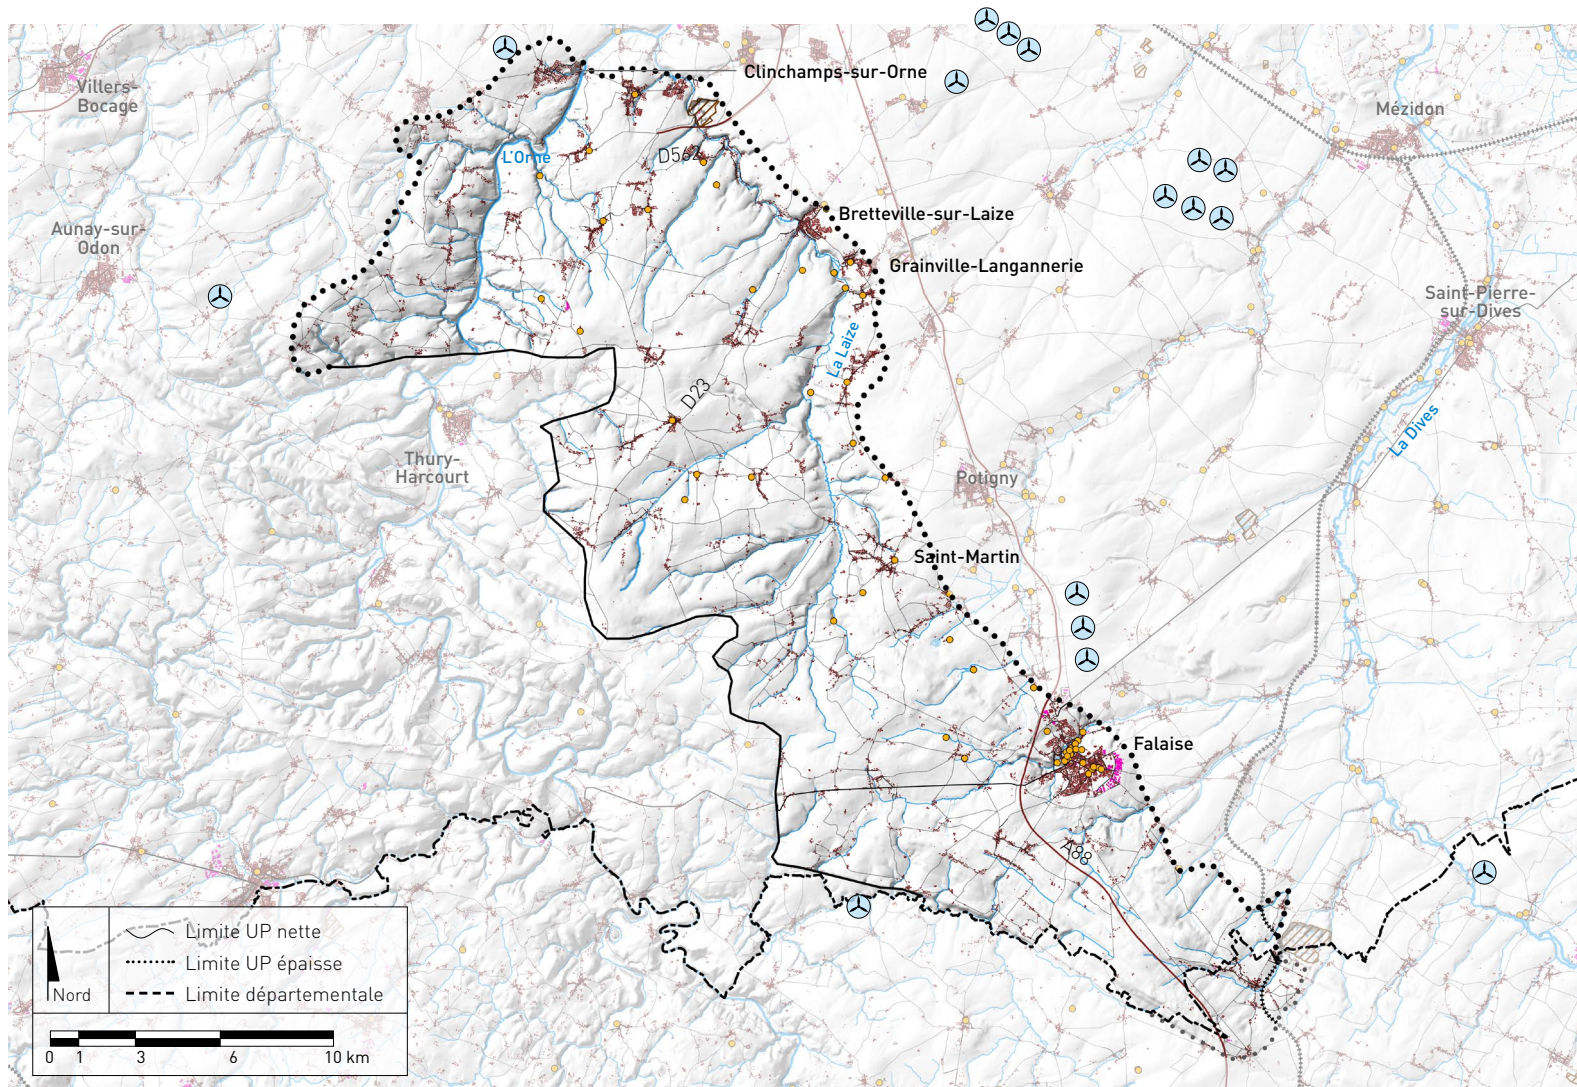 Clinchamps-sur-Orne
Villers-
Bocage
Mézidon
L'Orne
D562
Bretteville-sur-Laize
Aunay-sur-
Odon
Grainville-Langannerie
Saint-Pierre-
sur-Dives
La Laize
D23
La Dives
Thury-
Harcourt
Potigny
Saint-Martin
Falaise
A88
Limite UP nette
Limite UP épaisse
Limite départementale
Nord
0 1 3 6 10 km